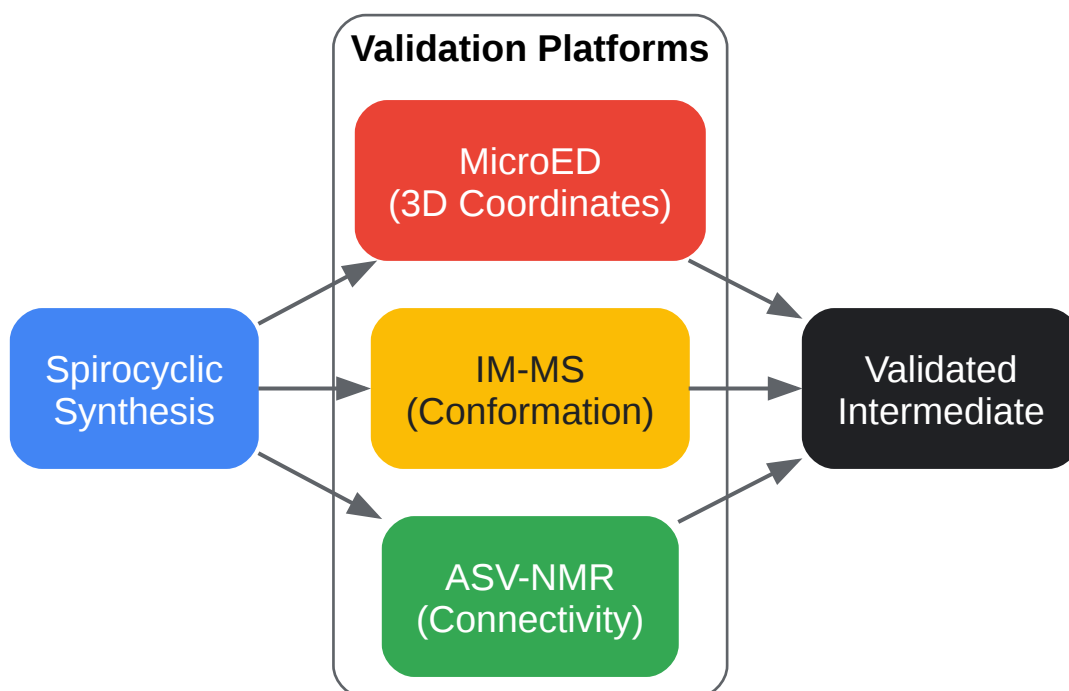 Validation Platforms
MicroED
(3D Coordinates)
Spirocyclic
Synthesis
IM-MS
(Conformation)
Validated
Intermediate
ASV-NMR
(Connectivity)